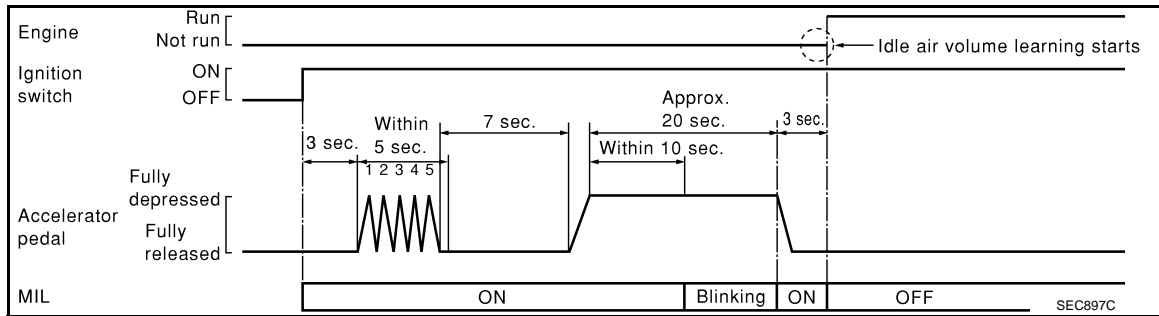 Engine
Run
Not run
Idle air volume learning starts
Ignition
switch
ON
OFF
3 sec.
Within
5 sec.
7 sec.
Approx.
20 sec.
3 sec.
Within 10 sec.
1 2 3 4 5
Accelerator
pedal
Fully
depressed
Fully
released
MIL
ON
Blinking
ON
OFF
SEC897C